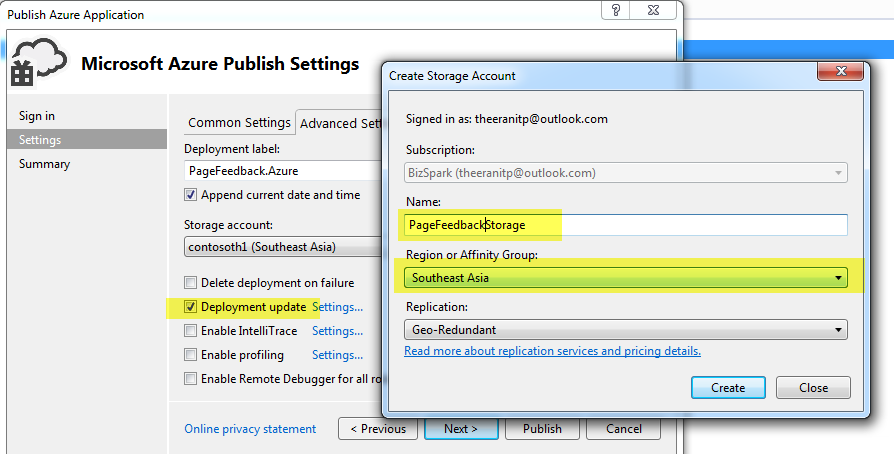 Publish Azure Application
Microsoft Azure Publish Settings
Sign in
Settings
Summary
Common Settings
Advanced Set
Deployment label:
PageFeedback.Azure
Append current date and time
Storage account:
contosoth1 (Southeast Asia)
Delete deployment on failure
Deployment update Settings...
Enable IntelliTrace Settings...
Enable profiling Settings...
Enable Remote Debugger for all ro
Online privacy statement
< Previous
Next >
Publish
Cancel
Create Storage Account
Signed in as: theeranitp@outlook.com
Subscription:
BizSpark (theeranitp@outlook.com)
Name:
PageFeedbackStorage
Region or Affinity Group:
Southeast Asia
Replication:
Geo-Redundant
Read more about replication services and pricing details.
Create
Close